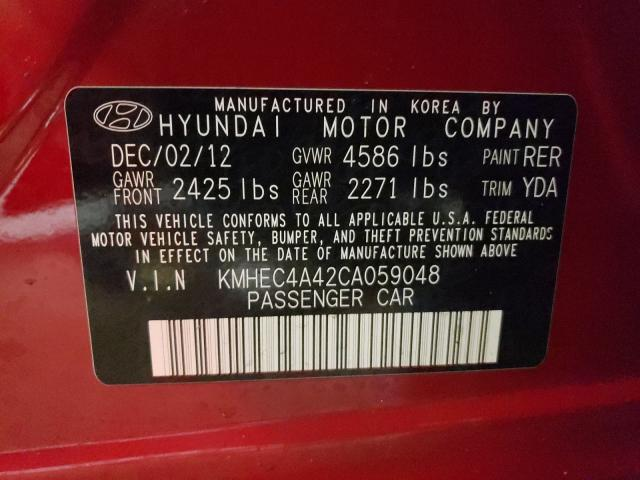 MANUFACTURED IN KOREA BY
HYUNDAI MOTOR COMPANY
DEC/02/12 GVWR 4586 lbs PAINT RER
GAWR FRONT 2425 lbs GAWR REAR 2271 lbs TRIM YDA
THIS VEHICLE CONFORMS TO ALL APPLICABLE U.S.A. FEDERAL
MOTOR VEHICLE SAFETY, BUMPER, AND THEFT PREVENTION STANDARDS
IN EFFECT ON THE DATE OF MANUFACTURE SHOWN ABOVE
V.I.N KMHEC4A42CA059048
PASSENGER CAR